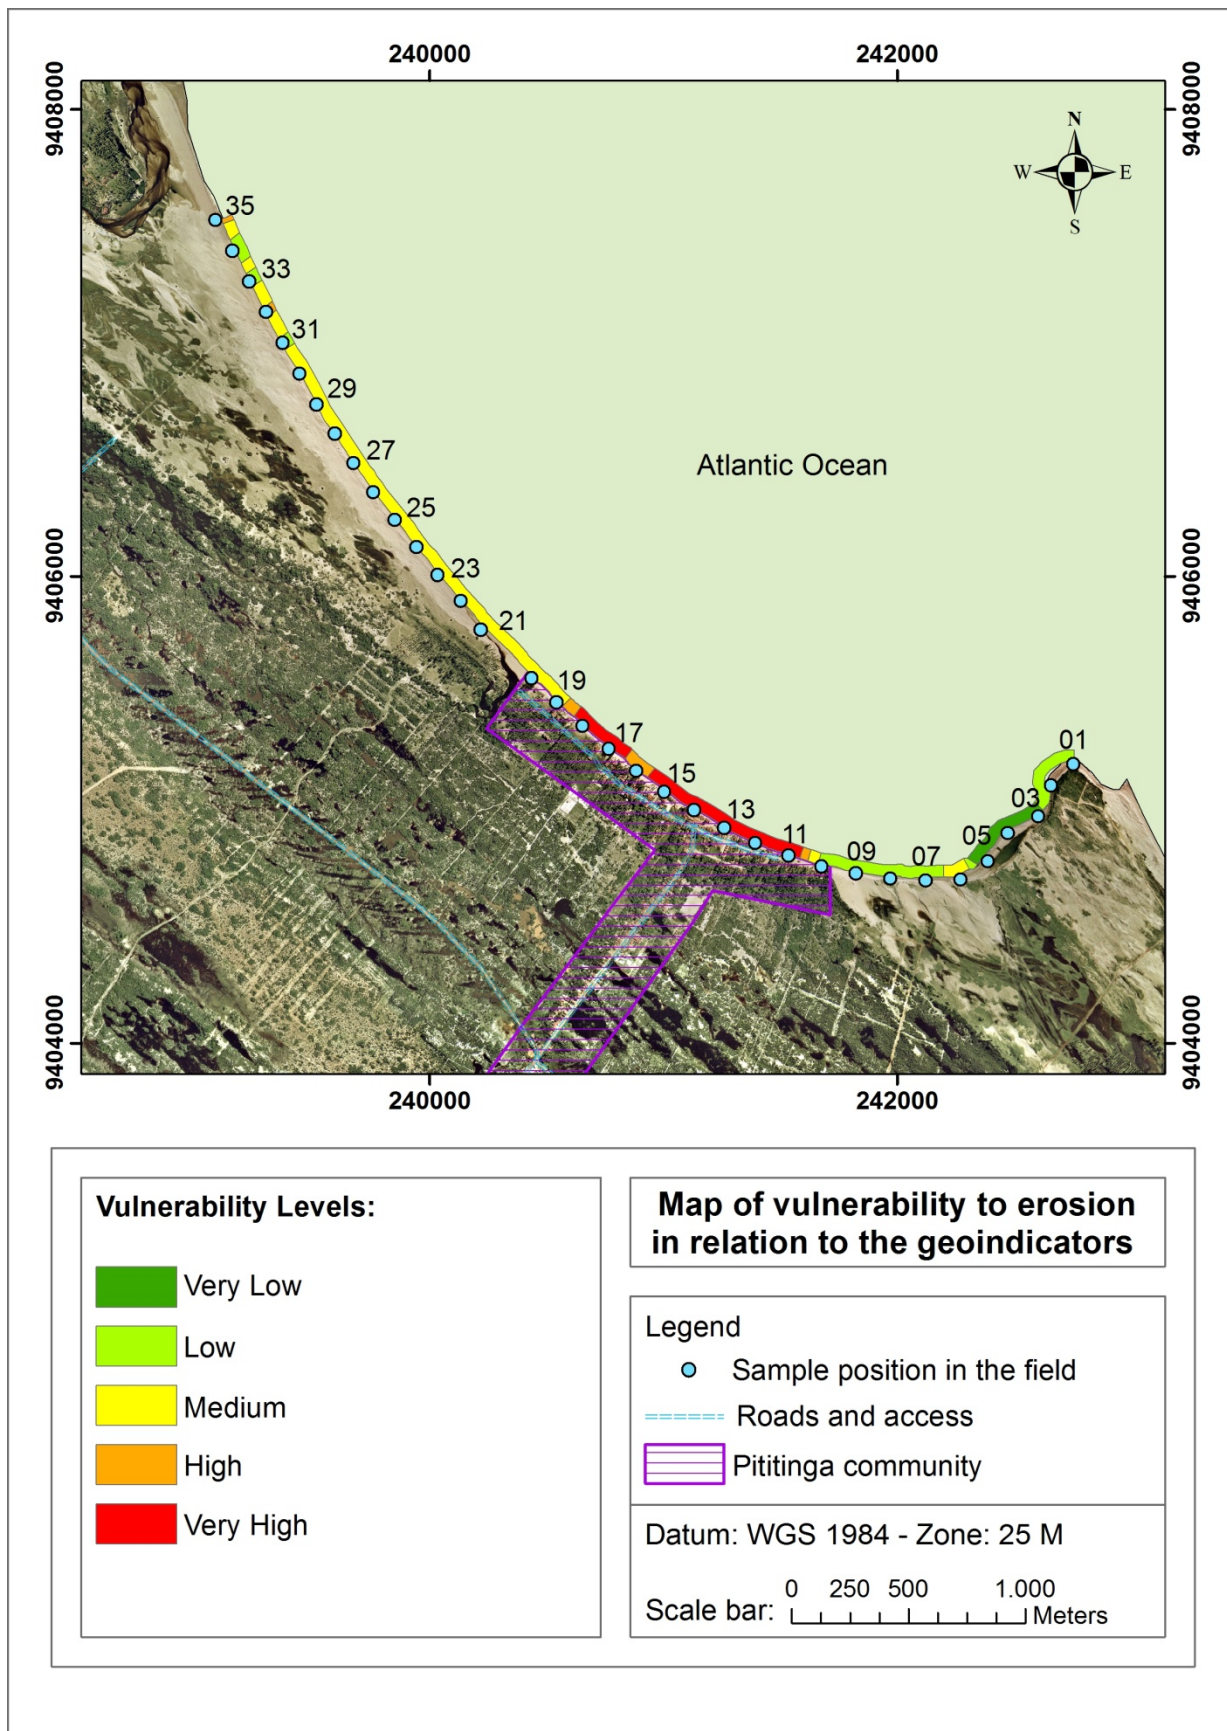 240000 242000
9408000 9408000
N
W E
S
35
33
31
29
27
Atlantic Ocean
25
9406000 9406000
23
21
19
17
01
15
03
13
11
05
09
07
9404000 9404000
240000 242000
Vulnerability Levels:
Very Low
Low
Medium
High
Very High
Map of vulnerability to erosion
in relation to the geoindicators
Legend
Sample position in the field
Roads and access
Pititinga community
Datum: WGS 1984 - Zone: 25 M
0 250 500 1.000
Scale bar: Meters